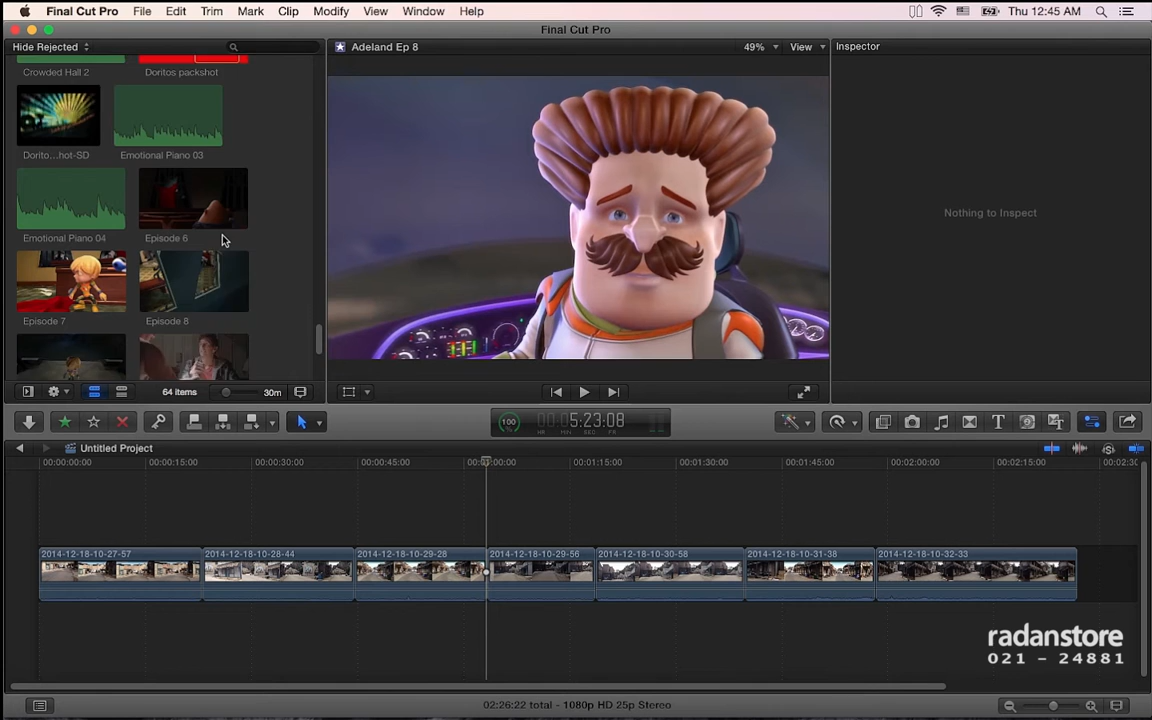 Final Cut Pro File Edit Trim Mark Clip Modify View Window Help Thu 12:45 AM
Final Cut Pro
Hide Rejected
Adeland Ep 8 49% View
Inspector
Crowded Hall 2 Doritos packshot
Dorito...hot-SD Emotional Piano 03
Emotional Piano 04 Episode 6
Episode 7 Episode 8
Nothing to Inspect
64 items 30m
100 5:23:08
HR MIN SEC FR
Untitled Project
00:00:00:00 00:00:15:00 00:00:30:00 00:00:45:00 00:00 00:01:15:00 00:01:30:00 00:01:45:00 00:02:00:00 00:02:15:00 00:02:30
2014-12-18-10-27-57 2014-12-18-10-28-44 2014-12-18-10-29-28 2014-12-18-10-29-56 2014-12-18-10-30-58 2014-12-18-10-31-38 2014-12-18-10-32-33
radanstore
021 - 24881
02:26:22 total - 1080p HD 25p Stereo